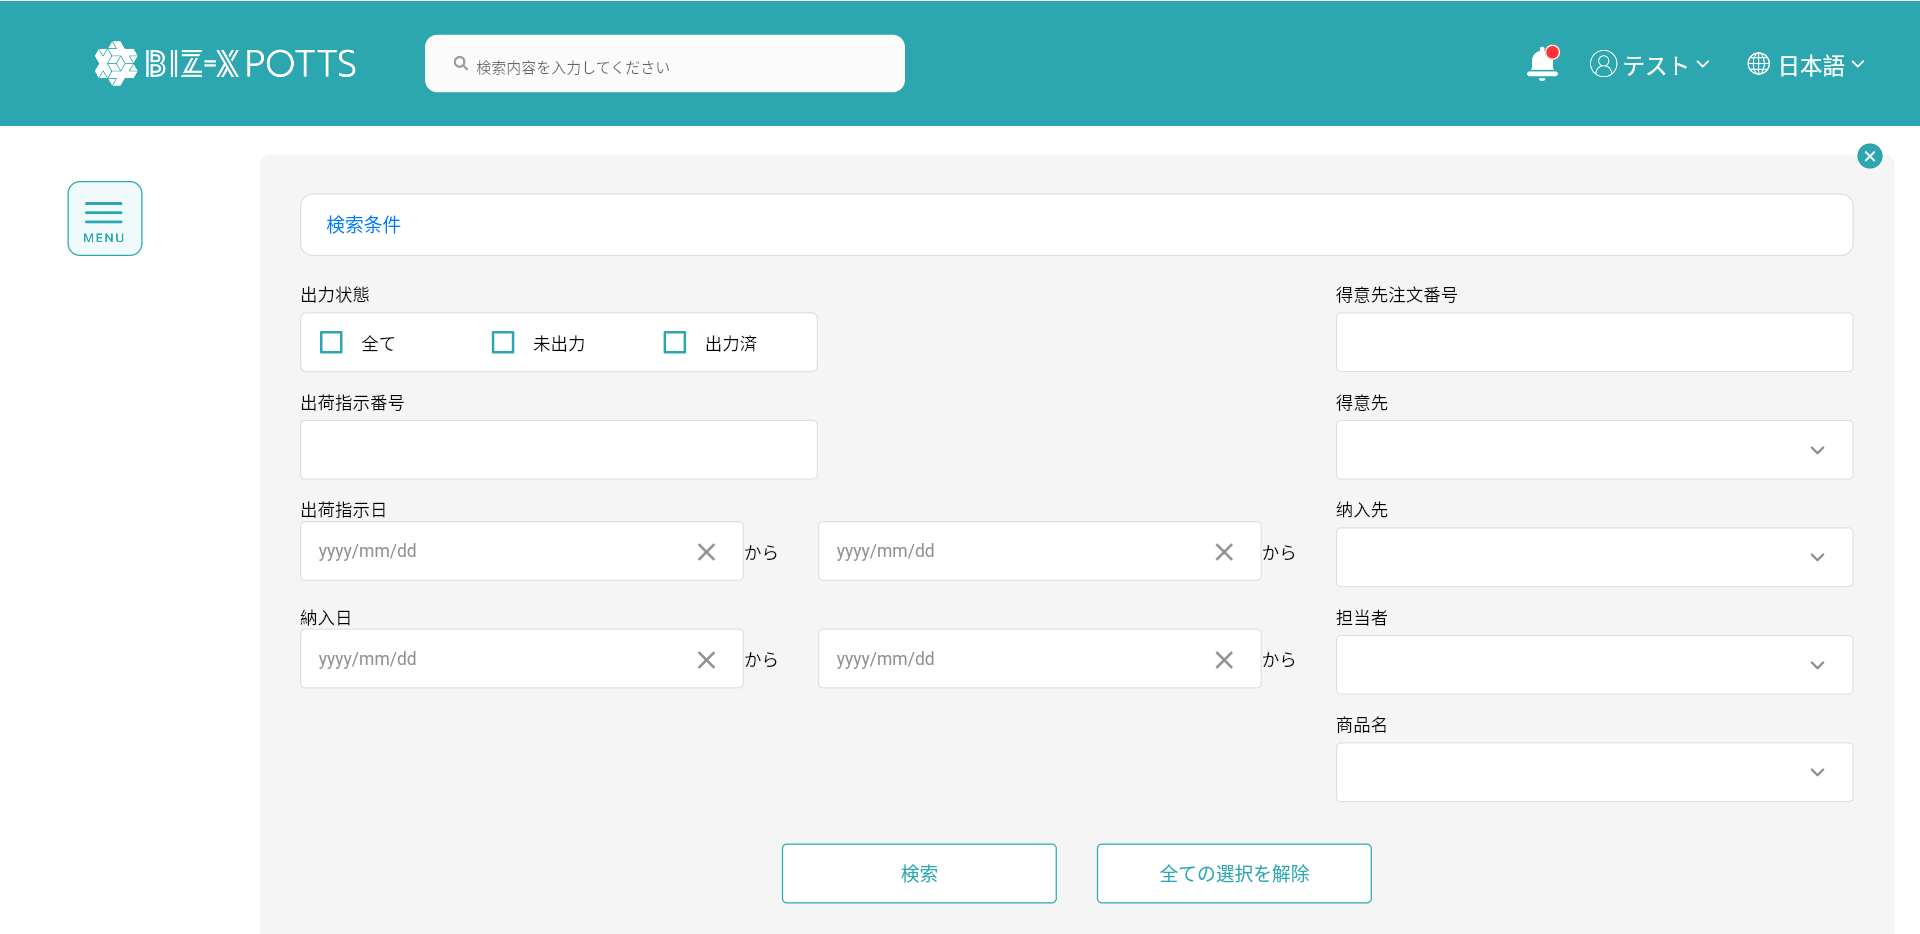 BIZ=X POTTS
検索内容を入力してください
テスト
日本語
MENU
検索条件
出力状態
全て
未出力
出力済
得意先注文番号
出荷指示番号
得意先
出荷指示日
yyyy/mm/dd
から
yyyy/mm/dd
から
纳入先
納入日
yyyy/mm/dd
から
yyyy/mm/dd
から
担当者
商品名
検索
全ての選択を解除